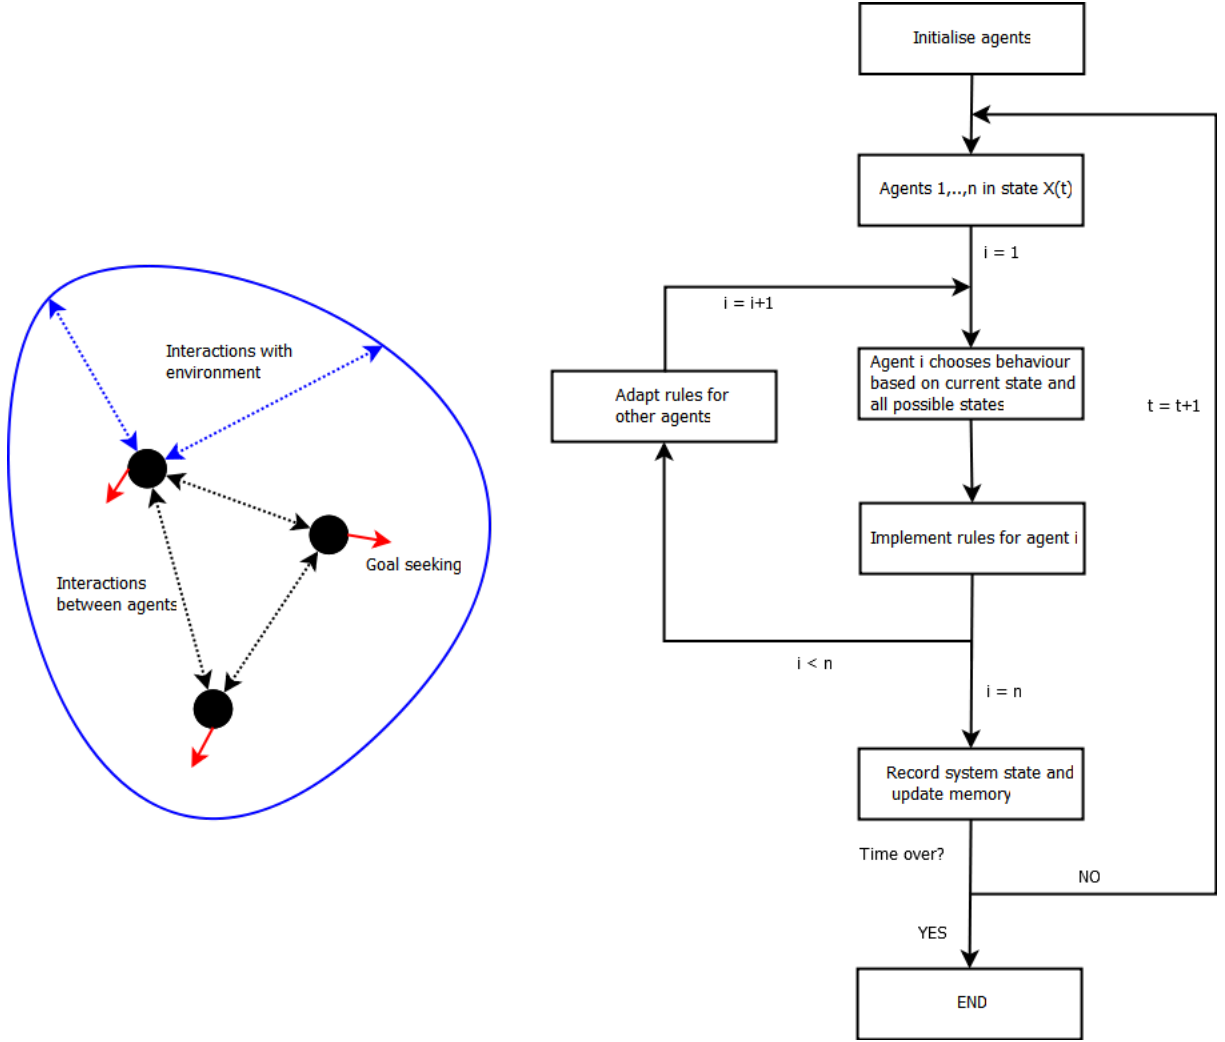 Interactions with
environment
Goal seeking
Interactions
between agents
Initialise agents
Agents 1,..,n in state X(t)
i = 1
i = i+1
Agent i chooses behaviour
based on current state and
all possible states
Adapt rules for
other agents
t = t+1
Implement rules for agent i
i < n
i = n
Record system state and
update memory
Time over?
NO
YES
END